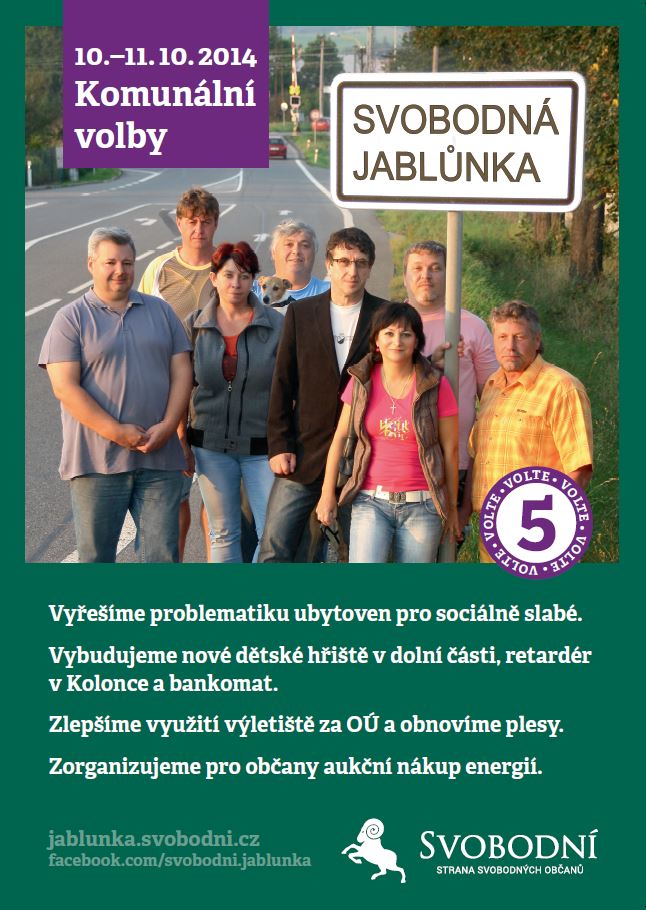 10.–11. 10. 2014
Komunální
volby
SVOBODNÁ
JABLŮNKA
VOLTE • VOLTE • VOLTE • VOLTE • VOLTE •
5
Vyřešíme problematiku ubytoven pro sociálně slabé.
Vybudujeme nové dětské hřiště v dolní části, retardér
v Kolonce a bankomat.
Zlepšíme využití výletiště za OÚ a obnovíme plesy.
Zorganizujeme pro občany aukční nákup energií.
jablunka.svobodni.cz
facebook.com/svobodni.jablunka
SVOBODNÍ
STRANA SVOBODNÝCH OBČANŮ